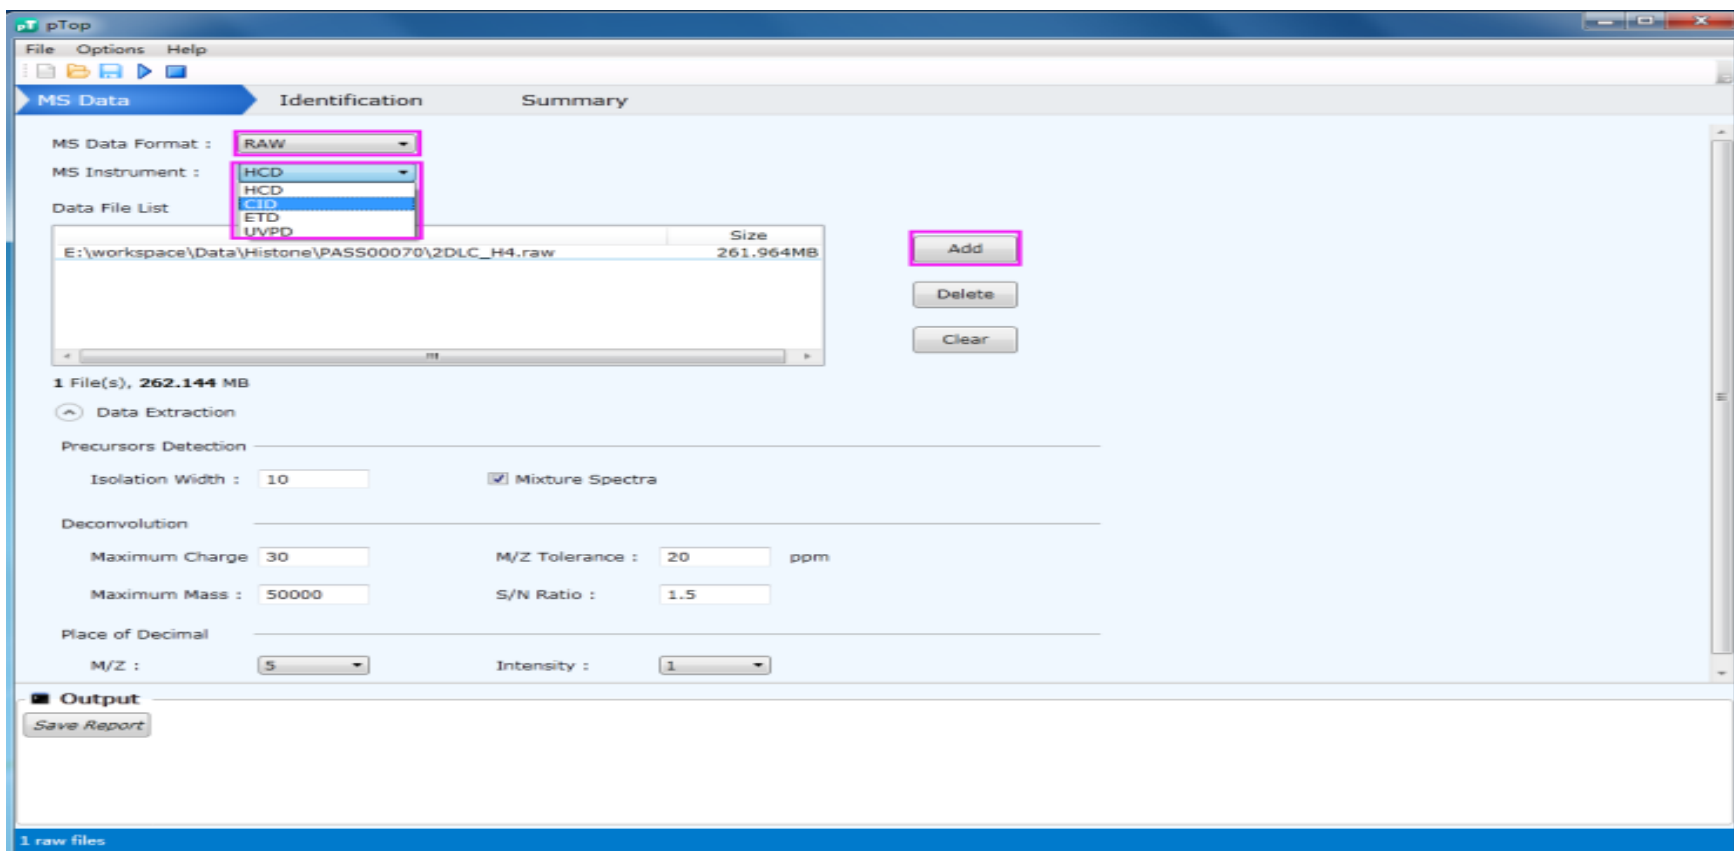 pT pTop
File Options Help
MS Data Identification Summary
MS Data Format : RAW
MS Instrument : HCD
HCD
CID
ETD
UVPD
Data File List
Size
E:\workspace\Data\Histone\PASS00070\2DLC_H4.raw 261.964MB
Add
Delete
Clear
1 File(s), 262.144 MB
Data Extraction
Precursors Detection
Isolation Width : 10 Mixture Spectra
Deconvolution
Maximum Charge 30 M/Z Tolerance : 20 ppm
Maximum Mass : 50000 S/N Ratio : 1.5
Place of Decimal
M/Z : 5 Intensity : 1
Output
Save Report
1 raw files